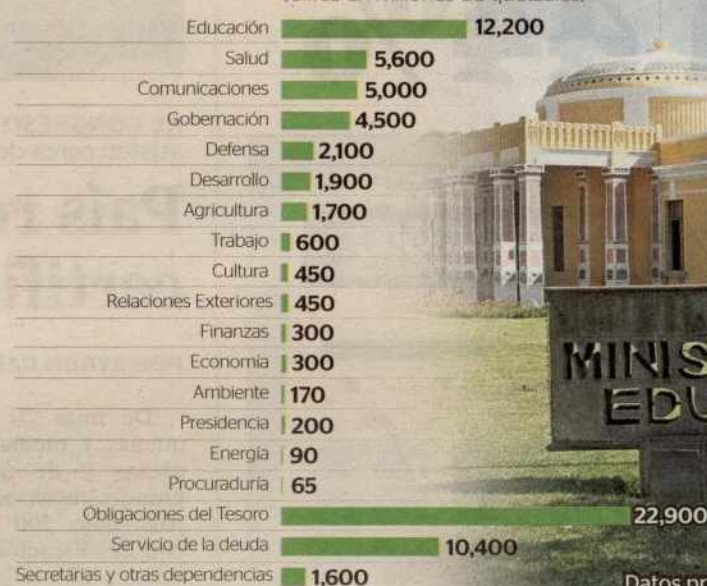 Educación 12,200
Salud 5,600
Comunicaciones 5,000
Gobernación 4,500
Defensa 2,100
Desarrollo 1,900
Agricultura 1,700
Trabajo 600
Cultura 450
Relaciones Exteriores 450
Finanzas 300
Economía 300
Ambiente 170
Presidencia 200
Energía 90
Procuraduría 65
Obligaciones del Tesoro 22,900
Servicio de la deuda 10,400
Secretarias y otras dependencias 1,600
MINIS
EDU
Datos pr